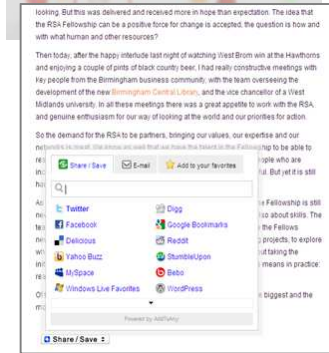 looking. But this was delivered and received more in hope than expectation. The idea that
the RSA Fellowship can be a positive force for change is accepted, the question is how and
with what human and other resources?
Then today, after the happy interlude last night of watching West Brom win at the Hawthorns
and enjoying a couple of pints of black country beer, I had really constructive meetings with
key people from the Birmingham business community, with the team overseeing the
development of the new Birmingham Central Library, and the vice chancellor of a West
Midlands university. In all these meetings there was a great appetite to work with the RSA,
and genuine enthusiasm for our way of looking at the world and our priorities for action.
So the demand for the RSA to be partners, bringing our values, our expertise and our
ship to be able to
Share / Save
E-mail
Add to your favorites
Twitter
Digg
Facebook
Google Bookmarks
Delicious
Reddit
Yahoo Buzz
StumbleUpon
MySpace
Bebo
Windows Live Favorites
WordPress
Powered by AddToAny
people who are
But yet it is still
Fellowship is still
so about skills. The
the Fellows
projects, to explore
out taking the
means in practice:
biggest and the
Share / Save